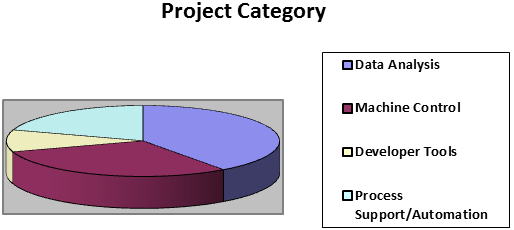 Project Category
Data Analysis
Machine Control
Developer Tools
Process
Support/Automation